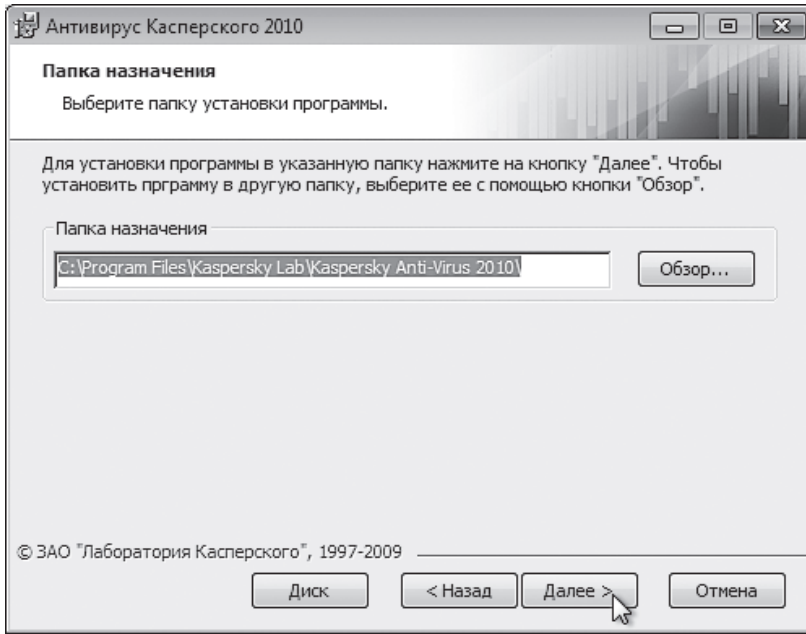 Антивирус Касперского 2010
Папка назначения
Выберите папку установки программы.
Для установки программы в указанную папку нажмите на кнопку "Далее". Чтобы
установить прграмму в другую папку, выберите ее с помощью кнопки "Обзор".
Папка назначения
C:\Program Files\Kaspersky Lab\Kaspersky Anti-Virus 2010\
Обзор...
© ЗАО "Лаборатория Касперского", 1997-2009
Диск
< Назад
Далее >
Отмена